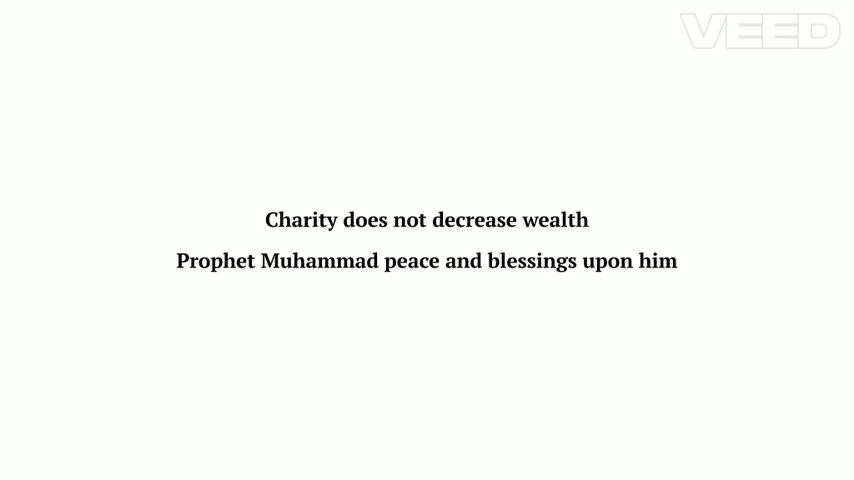 VEED
Charity does not decrease wealth
Prophet Muhammad peace and blessings upon him